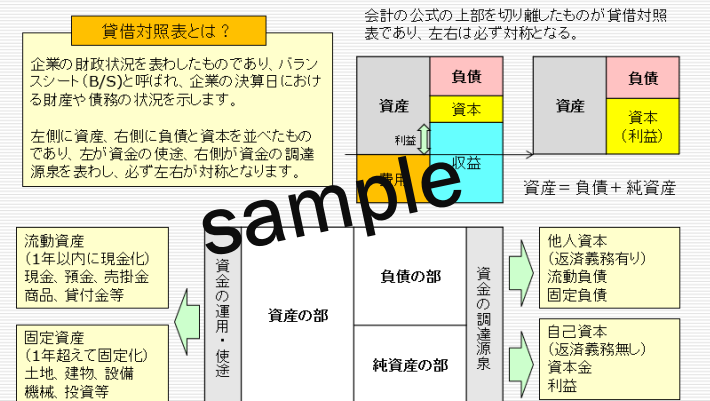 貸借対照表とは？
企業の財政状況を表わしたものであり、バラン
スシート（B/S）と呼ばれ、企業の決算日におけ
る財産や債務の状況を示します。
左側に資産、右側に負債と資本を並べたもの
であり、左が資金の使途、右側が資金の調達
源泉を表わし、必ず左右が対称となります。
会計の公式の上部を切り離したものが貸借対照
表であり、左右は必ず対称となる。
資産
負債
資本
利益
収益
費用
資産
負債
資本
（利益）
資産＝負債＋純資産
sample
流動資産
（1年以内に現金化）
現金、預金、売掛金
商品、貸付金等
固定資産
（1年超えて固定化）
土地、建物、設備
機械、投資等
資金の運用・使途
資産の部
負債の部
純資産の部
資金の調達源泉
他人資本
（返済義務有り）
流動負債
固定負債
自己資本
（返済義務無し）
資本金
利益